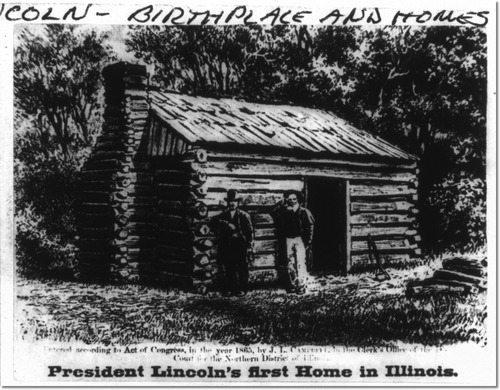 NCOLN - BIRTHPLACE AND HOMES
Entered according to Act of Congress, in the year 1865, by J. L. CAMPBELL, in the Clerk's Office of the
Court for the Northern District of
President Lincoln's first Home in Illinois.